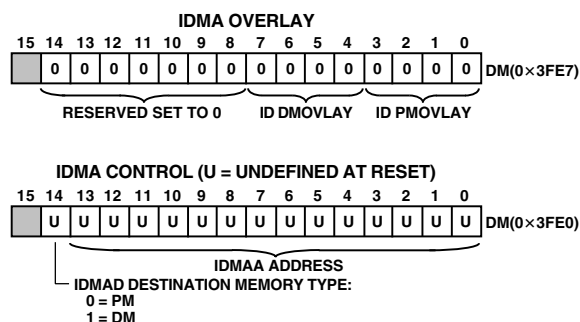 IDMA OVERLAY
15 14 13 12 11 10 9 8 7 6 5 4 3 2 1 0
0 0 0 0 0 0 0 0 0 0 0 0 0 0 0 DM(0×3FE7)
RESERVED SET TO 0 ID DMOVLAY ID PMOVLAY
IDMA CONTROL (U = UNDEFINED AT RESET)
15 14 13 12 11 10 9 8 7 6 5 4 3 2 1 0
U U U U U U U U U U U U U U U DM(0×3FE0)
IDMAA ADDRESS
IDMAD DESTINATION MEMORY TYPE:
0 = PM
1 = DM